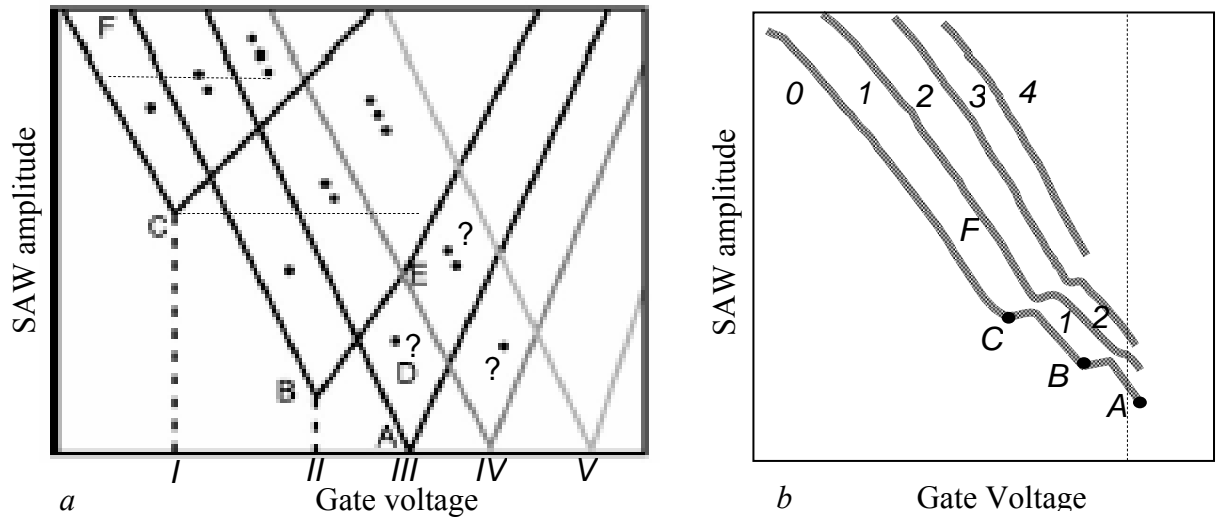 F
SAW amplitude
C
?
E
?
D
?
B
A
I II III IV V
a Gate voltage
0 1 2 3 4
F
SAW amplitude
1 2
C
B
A
b Gate Voltage